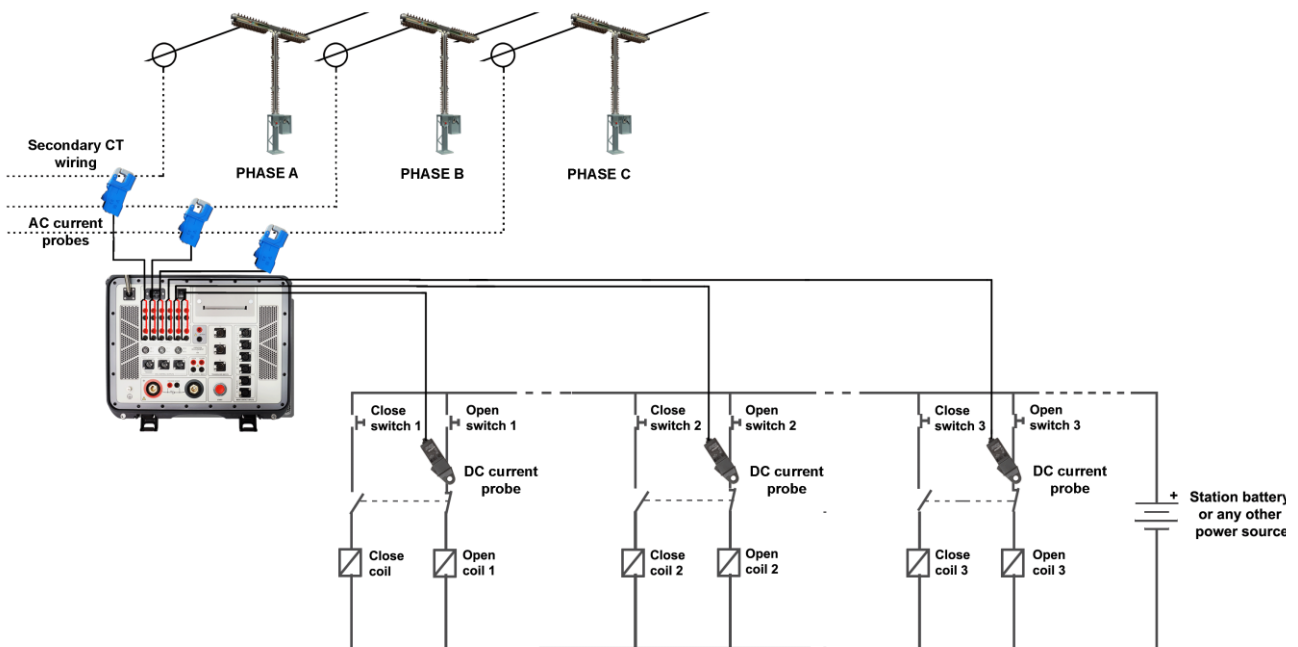 Secondary CT
wiring
PHASE A
PHASE B
PHASE C
AC current
probes
Close
switch 1
Open
switch 1
Close
switch 2
Open
switch 2
Close
switch 3
Open
switch 3
DC current
probe
DC current
probe
DC current
probe
+
Station battery
or any other
power source
Close
coil
Open
coil 1
Close
coil 2
Open
coil 2
Close
coil 3
Open
coil 3